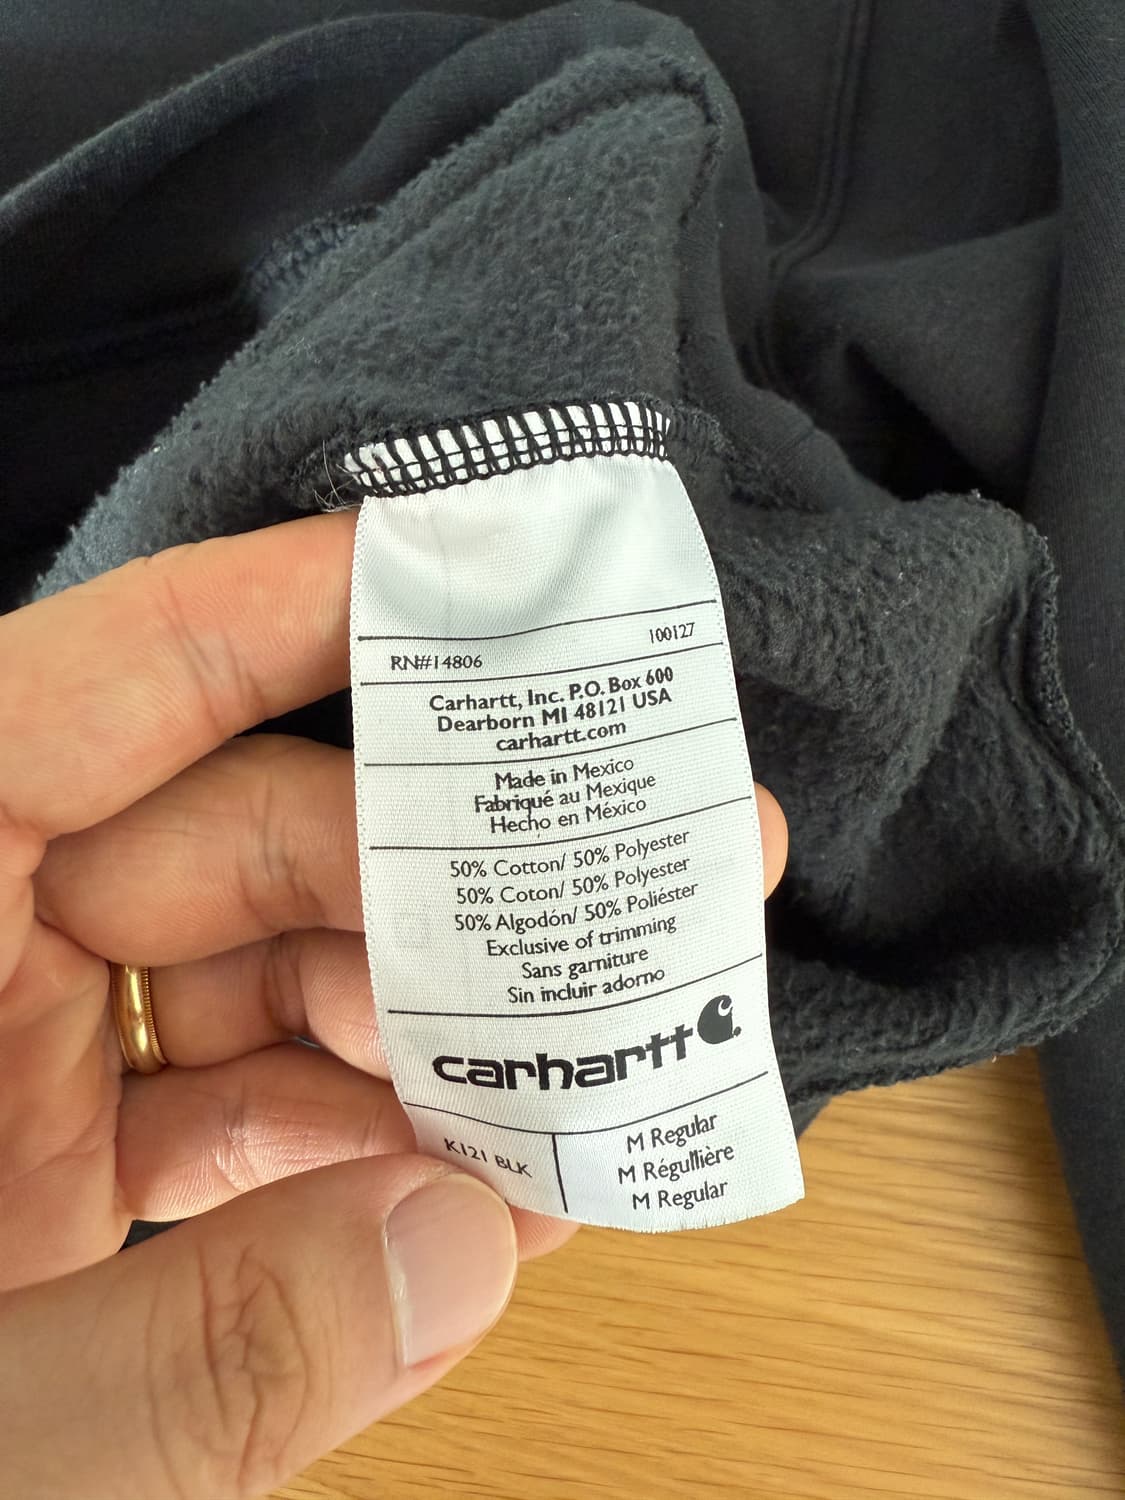 RN#14806 100127
Carhartt, Inc. P.O. Box 600
Dearborn MI 48121 USA
carhartt.com
Made in Mexico
Fabriqué au Mexique
Hecho en México
50% Cotton/ 50% Polyester
50% Coton/ 50% Polyester
50% Algodón/ 50% Poliéster
Exclusive of trimming
Sans garniture
Sin incluir adorno
carhartt
K121 BLK
M Regular
M Régullière
M Regular